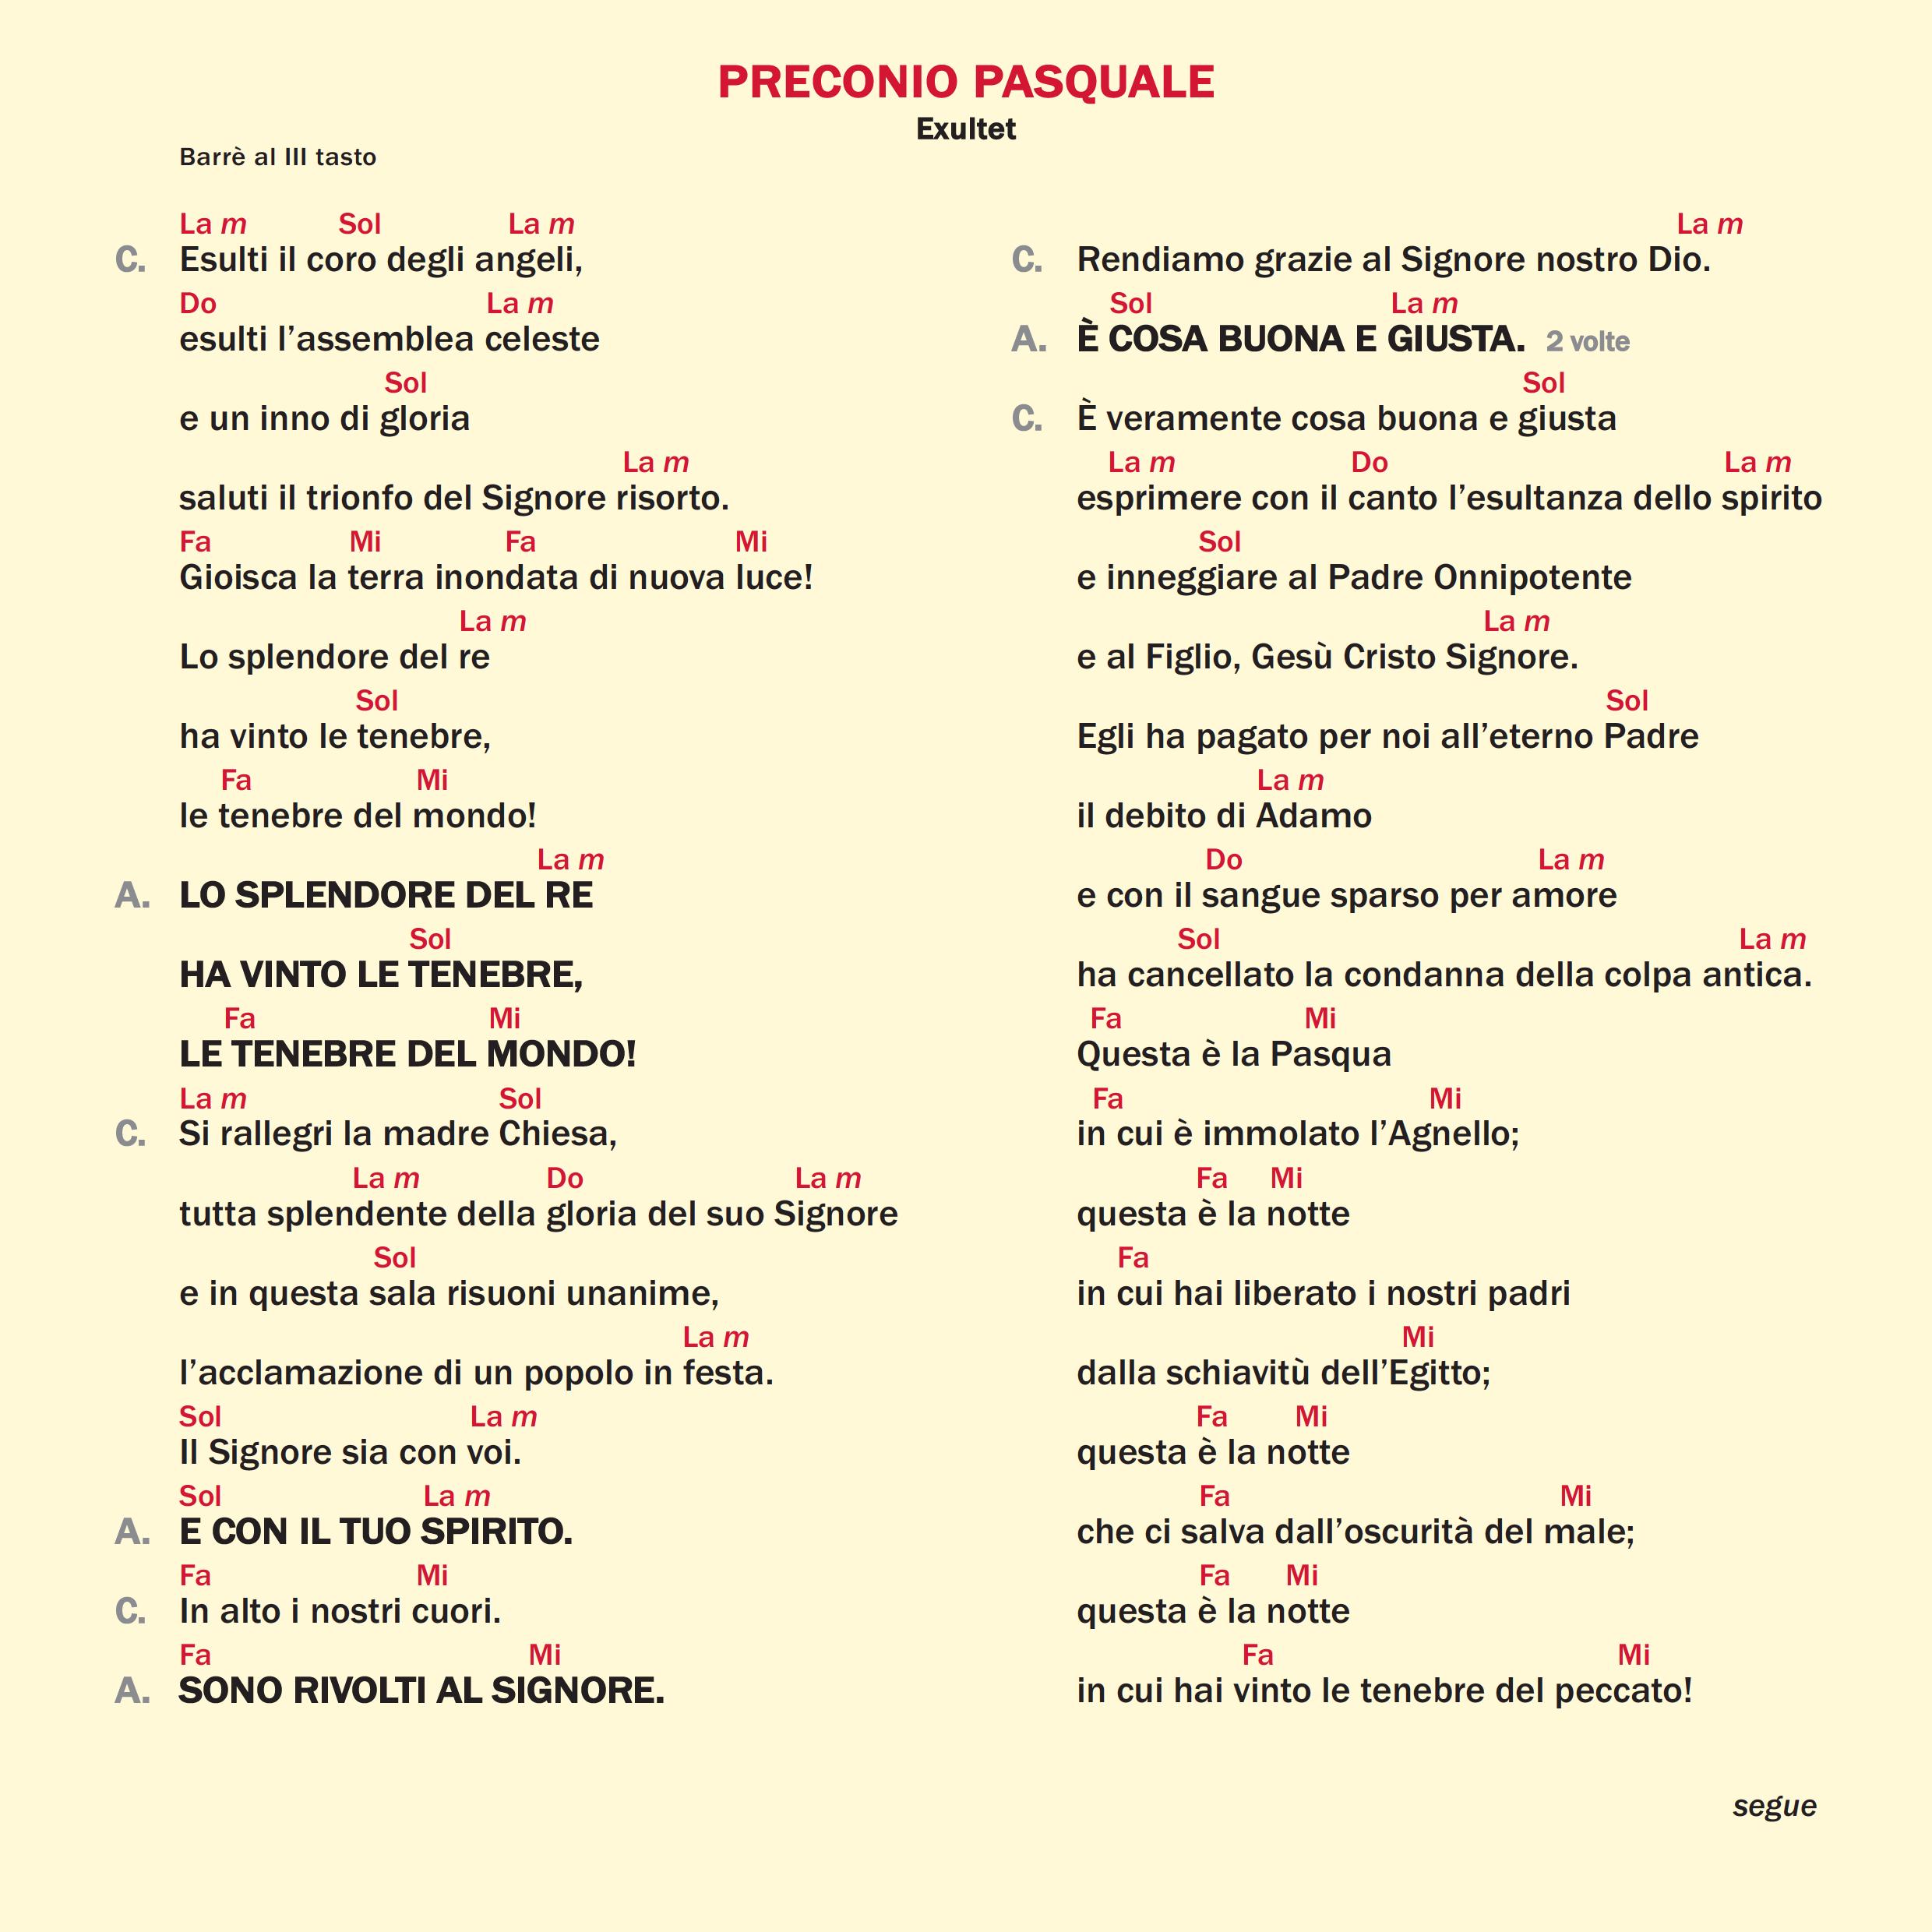 PRECONIO PASQUALE
Exultet
Barrè al III tasto
La m Sol La m
C. Esulti il coro degli angeli,
Do La m
esulti l’assemblea celeste
Sol
e un inno di gloria
La m
saluti il trionfo del Signore risorto.
Fa Mi Fa Mi
Gioisca la terra inondata di nuova luce!
La m
Lo splendore del re
Sol
ha vinto le tenebre,
Fa Mi
le tenebre del mondo!
La m
A. LO SPLENDORE DEL RE
Sol
HA VINTO LE TENEBRE,
Fa Mi
LE TENEBRE DEL MONDO!
La m Sol
C. Si rallegri la madre Chiesa,
La m Do La m
tutta splendente della gloria del suo Signore
Sol
e in questa sala risuoni unanime,
La m
l’acclamazione di un popolo in festa.
Sol La m
Il Signore sia con voi.
Sol La m
A. E CON IL TUO SPIRITO.
Fa Mi
C. In alto i nostri cuori.
Fa Mi
A. SONO RIVOLTI AL SIGNORE.
La m
C. Rendiamo grazie al Signore nostro Dio.
Sol La m
A. È COSA BUONA E GIUSTA. 2 volte
Sol
C. È veramente cosa buona e giusta
La m Do La m
esprimere con il canto l’esultanza dello spirito
Sol
e inneggiare al Padre Onnipotente
La m
e al Figlio, Gesù Cristo Signore.
Sol
Egli ha pagato per noi all’eterno Padre
La m
il debito di Adamo
Do La m
e con il sangue sparso per amore
Sol La m
ha cancellato la condanna della colpa antica.
Fa Mi
Questa è la Pasqua
Fa Mi
in cui è immolato l’Agnello;
Fa Mi
questa è la notte
Fa
in cui hai liberato i nostri padri
Mi
dalla schiavitù dell’Egitto;
Fa Mi
questa è la notte
Fa Mi
che ci salva dall’oscurità del male;
Fa Mi
questa è la notte
Fa Mi
in cui hai vinto le tenebre del peccato!
segue